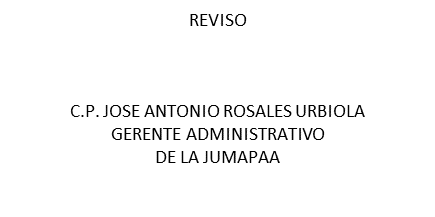 REVISO
C.P. JOSE ANTONIO ROSALES URBIOLA
GERENTE ADMINISTRATIVO
DE LA JUMAPAA